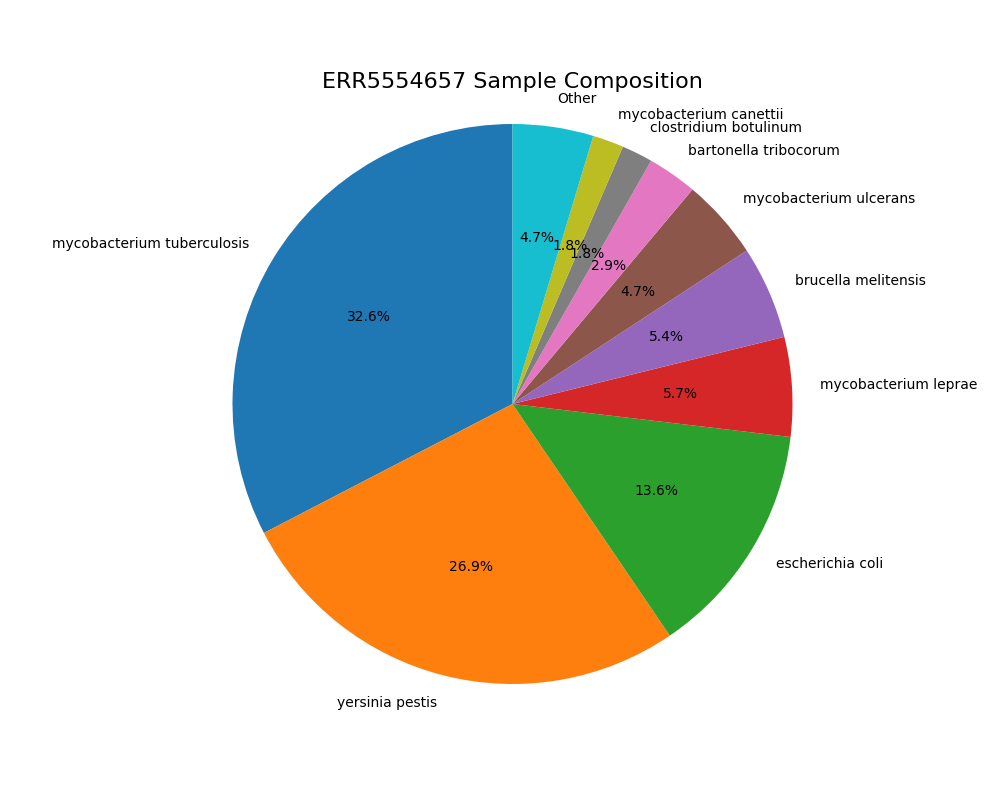 ERR5554657 Sample Composition
Other
mycobacterium canettii
clostridium botulinum
bartonella tribocorum
mycobacterium ulcerans
brucella melitensis
mycobacterium leprae
escherichia coli
yersinia pestis
mycobacterium tuberculosis
4.7%
1.8%
1.8%
2.9%
4.7%
5.4%
5.7%
13.6%
26.9%
32.6%